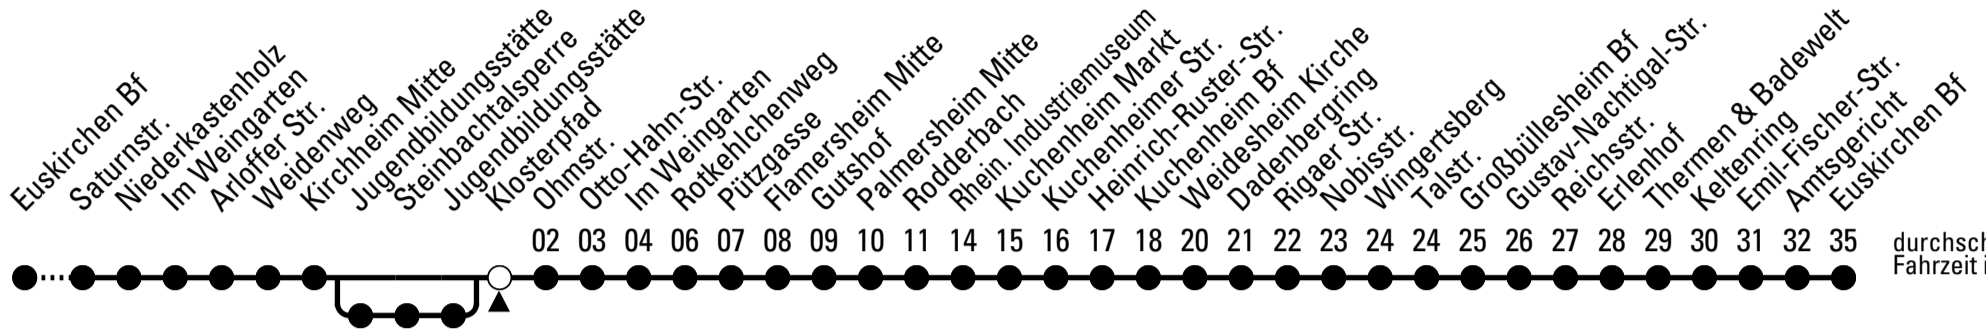 Euskirchen Bf
Saturnstr.
Niederkastenholz
Im Weingarten
Arloffer Str.
Weidenweg
Kirchheim Mitte
Jugendbildungsstätte
Steinbachtalsperre
Jugendbildungsstätte
Klosterpfad
Ohmstr.
Otto-Hahn-Str.
Im Weingarten
Rotkehlchenweg
Pützgasse
Flamersheim Mitte
Gutshof
Palmersheim Mitte
Rodderbach
Rhein. Industriemuseum
Kuchenheim Markt
Kuchenheimer Str.
Heinrich-Ruster-Str.
Kuchenheim Bf
Weidesheim Kirche
Dadenbergring
Rigaer Str.
Nobisstr.
Wingertsberg
Talstr.
Großbüllesheim Bf
Gustav-Nachtigal-Str.
Reichsstr.
Erlenhof
Thermen & Badewelt
Keltenring
Emil-Fischer-Str.
Amtsgericht
Euskirchen Bf
02 03 04 06 07 08 09 10 11 14 15 16 17 18 20 21 22 23 24 24 25 26 27 28 29 30 31 32 35
durchsch
Fahrzeit i